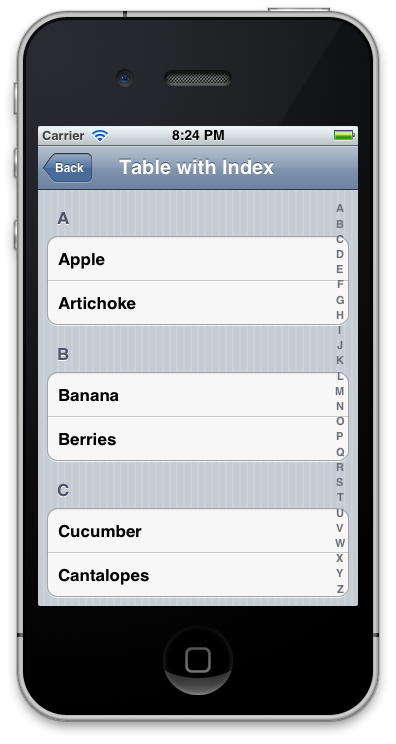 Carrier 8:24 PM
Back Table with Index
A
Apple
Artichoke
B
Banana
Berries
C
Cucumber
Cantalopes
A
B
C
D
E
F
G
H
I
J
K
L
M
N
O
P
Q
R
S
T
U
V
W
X
Y
Z